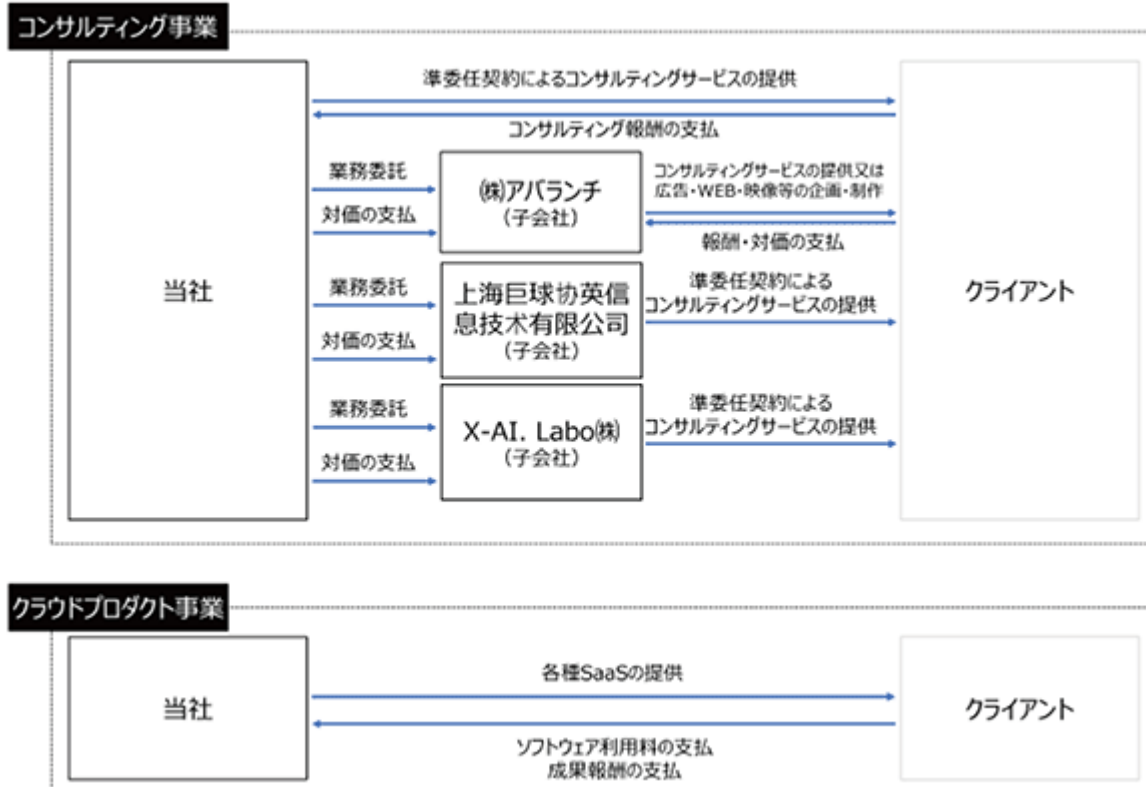 コンサルティング事業
準委任契約によるコンサルティングサービスの提供
コンサルティング報酬の支払
当社
業務委託
対価の支払
㈱アバランチ
（子会社）
コンサルティングサービスの提供又は
広告・WEB・映像等の企画・制作
報酬・対価の支払
業務委託
対価の支払
上海巨球协英信
息技术有限公司
（子会社）
準委任契約による
コンサルティングサービスの提供
業務委託
対価の支払
X-AI. Labo㈱
（子会社）
準委任契約による
コンサルティングサービスの提供
クライアント
クラウドプロダクト事業
当社
各種SaaSの提供
ソフトウェア利用料の支払
成果報酬の支払
クライアント